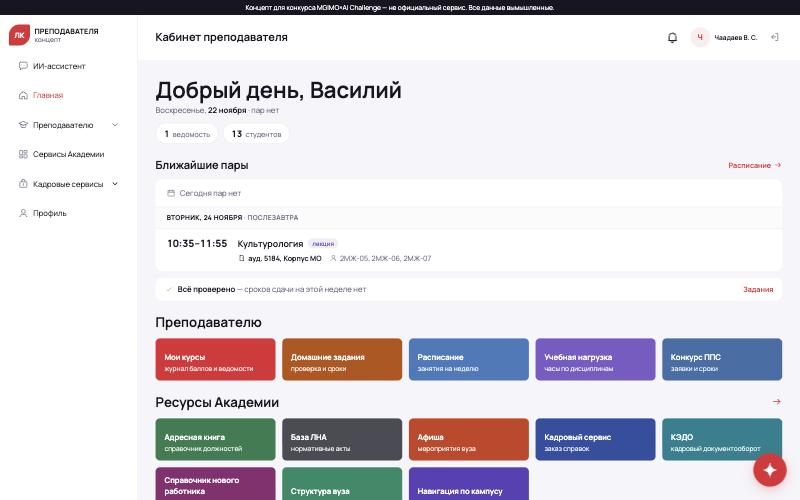 Концепт для конкурса MGIMO×AI Challenge — не официальный сервис. Все данные вымышленные.
ЛК
ПРЕПОДАВАТЕЛЯ
концепт
ИИ-ассистент
Главная
Преподавателю
Сервисы Академии
Кадровые сервисы
Профиль
Кабинет преподавателя
Ч
Чаадаев В. С.
Добрый день, Василий
Воскресенье, 22 ноября · пар нет
1 ведомость
13 студентов
Ближайшие пары
Расписание →
Сегодня пар нет
ВТОРНИК, 24 НОЯБРЯ · ПОСЛЕЗАВТРА
10:35–11:55 Культурология лекция
ауд. 5184, Корпус МО 2МЖ-05, 2МЖ-06, 2МЖ-07
Всё проверено — сроков сдачи на этой неделе нет
Задания
Преподавателю
Мои курсы
журнал баллов и ведомости
Домашние задания
проверка и сроки
Расписание
занятия на неделю
Учебная нагрузка
часы по дисциплинам
Конкурс ППС
заявки и сроки
Ресурсы Академии
→
Адресная книга
справочник должностей
База ЛНА
нормативные акты
Афиша
мероприятия вуза
Кадровый сервис
заказ справок
КЭДО
кадровый документооборот
Справочник нового
работника
Структура вуза
Навигация по кампусу